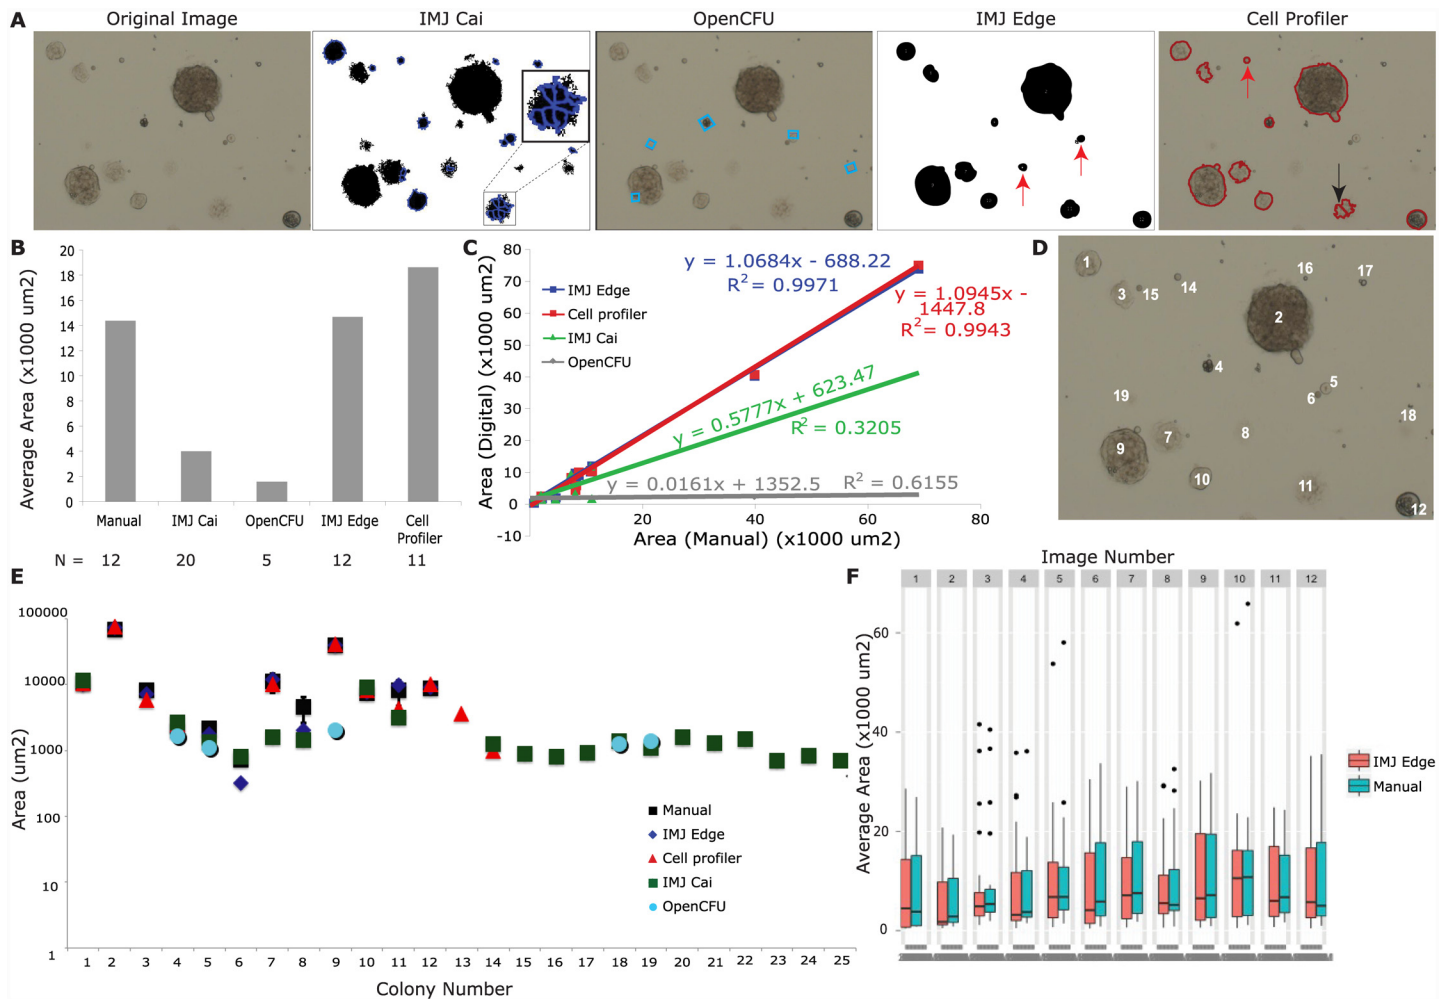 A
Original Image
IMJ Cai
OpenCFU
IMJ Edge
Cell Profiler
B
Average Area (x1000 um2)
20
18
16
14
12
10
8
6
4
2
0
Manual
IMJ Cai
OpenCFU
IMJ Edge
Cell
Profiler
N =
12
20
5
12
11
C
Area (Digital) (x1000 um2)
80
70
60
50
40
30
20
10
0
-10
20
40
60
80
Area (Manual) (x1000 um2)
IMJ Edge
Cell profiler
IMJ Cai
OpenCFU
y = 1.0684x - 688.22
R2 = 0.9971
y = 1.0945x -
1447.8
R2 = 0.9943
y = 0.5777x + 623.47
R2 = 0.3205
y = 0.0161x + 1352.5
R2 = 0.6155
D
1
2
3
4
5
6
7
8
9
10
11
12
14
15
16
17
18
19
E
Area (um2)
100000
10000
1000
100
10
1
1 2 3 4 5 6 7 8 9 10 11 12 13 14 15 16 17 18 19 20 21 22 23 24 25
Colony Number
Manual
IMJ Edge
Cell profiler
IMJ Cai
OpenCFU
F
Image Number
1 2 3 4 5 6 7 8 9 10 11 12
Average Area (x1000 um2)
60
40
20
0
IMJ Edge
Manual